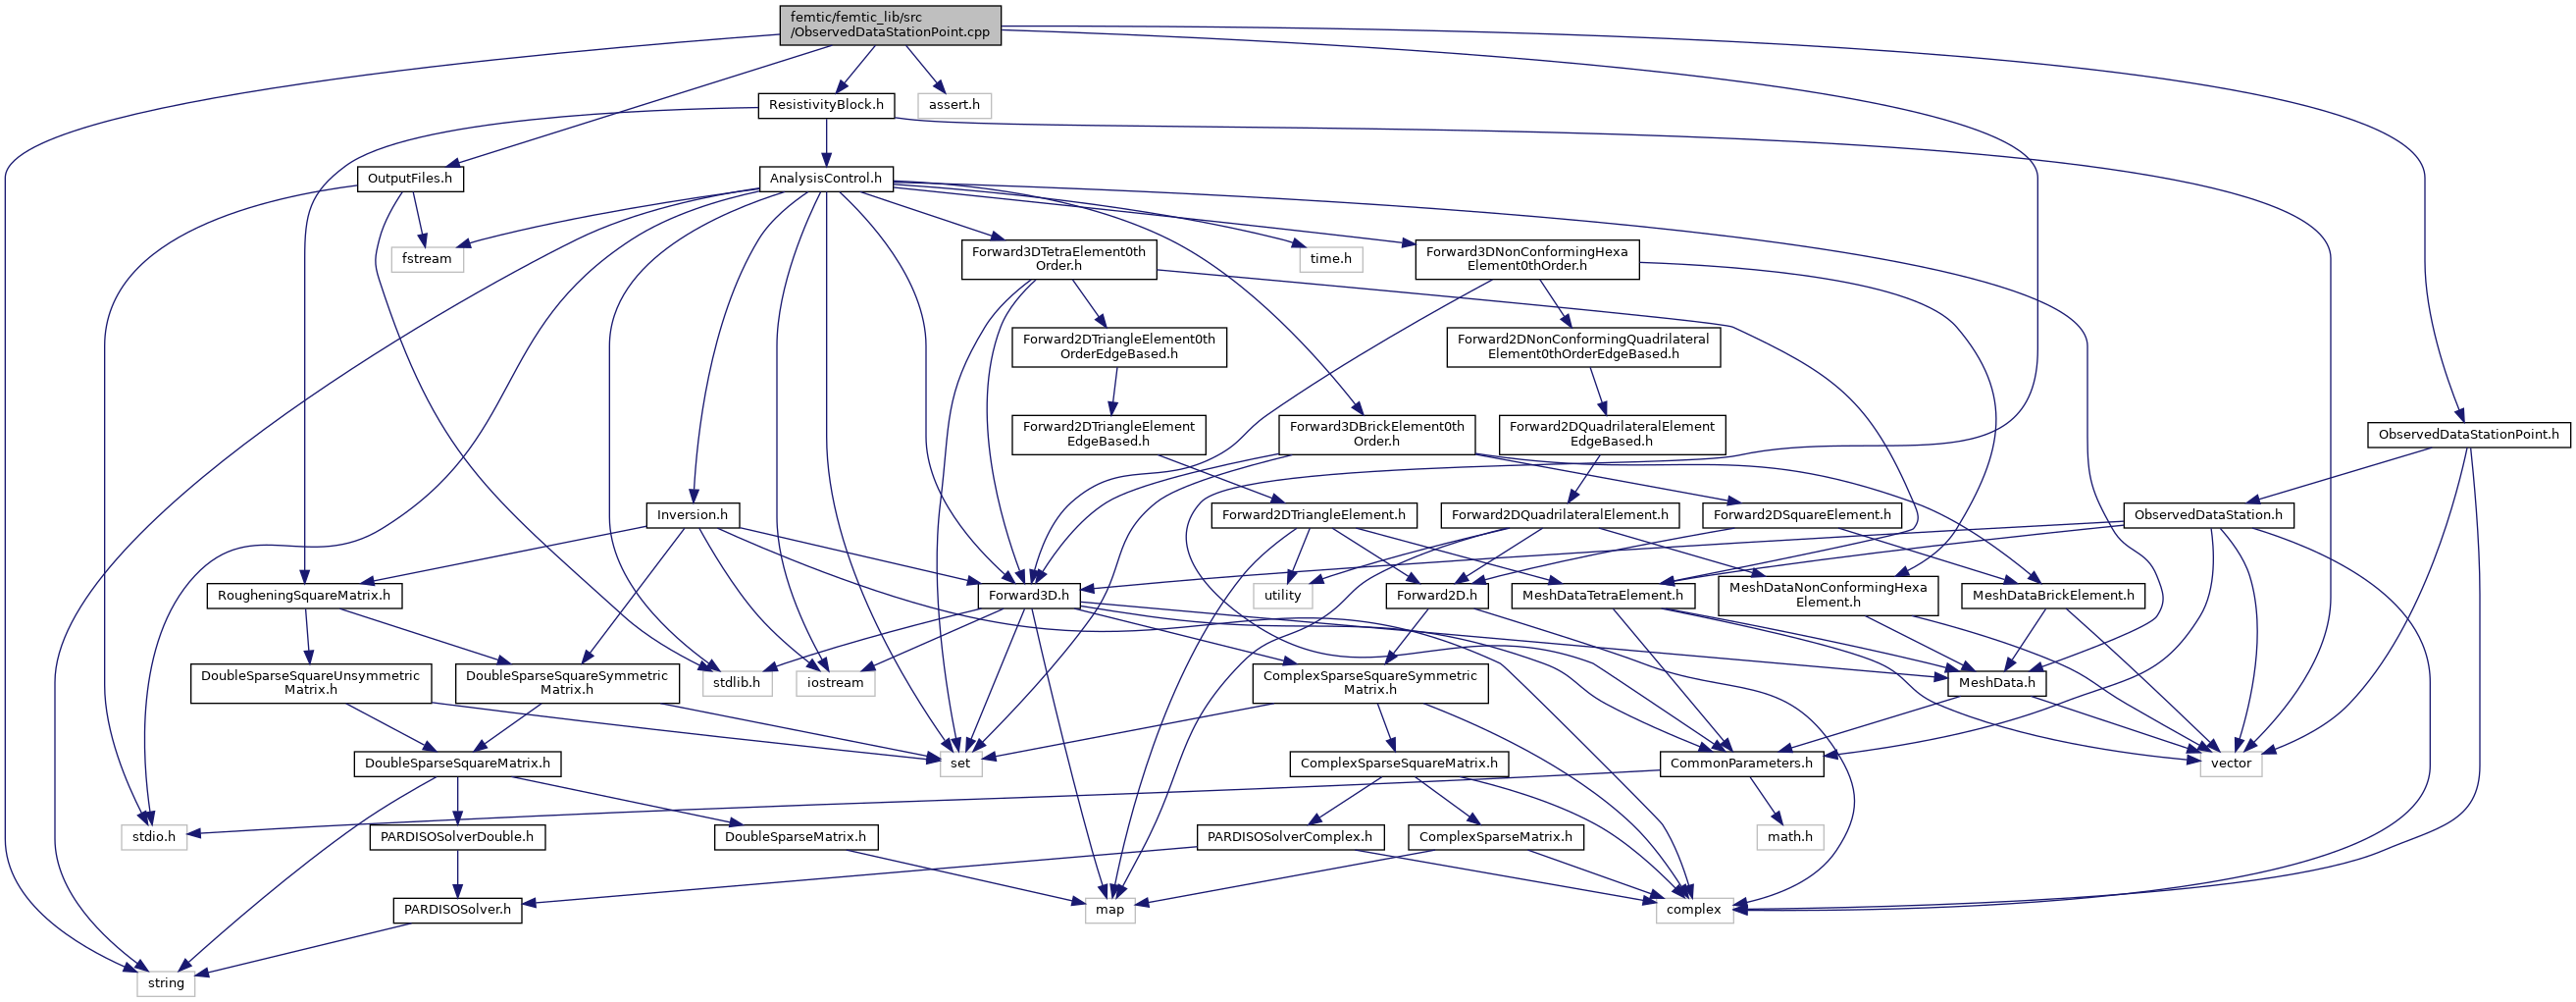 femtic/femtic_lib/src
/ObservedDataStationPoint.cpp
ResistivityBlock.h
assert.h
OutputFiles.h
AnalysisControl.h
fstream
Forward3DTetraElement0th
Order.h
time.h
Forward3DNonConformingHexa
Element0thOrder.h
Forward2DTriangleElement0th
OrderEdgeBased.h
Forward2DNonConformingQuadrilateral
Element0thOrderEdgeBased.h
Forward2DTriangleElement
EdgeBased.h
Forward3DBrickElement0th
Order.h
Forward2DQuadrilateralElement
EdgeBased.h
ObservedDataStationPoint.h
Inversion.h
Forward2DTriangleElement.h
Forward2DQuadrilateralElement.h
Forward2DSquareElement.h
ObservedDataStation.h
RougheningSquareMatrix.h
Forward3D.h
utility
Forward2D.h
MeshDataTetraElement.h
MeshDataNonConformingHexa
Element.h
MeshDataBrickElement.h
DoubleSparseSquareUnsymmetric
Matrix.h
DoubleSparseSquareSymmetric
Matrix.h
stdlib.h
iostream
ComplexSparseSquareSymmetric
Matrix.h
MeshData.h
DoubleSparseSquareMatrix.h
set
ComplexSparseSquareMatrix.h
CommonParameters.h
vector
stdio.h
PARDISOSolverDouble.h
DoubleSparseMatrix.h
PARDISOSolverComplex.h
ComplexSparseMatrix.h
math.h
PARDISOSolver.h
map
complex
string